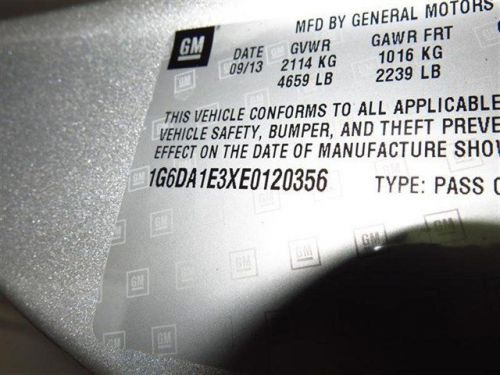 MFD BY GENERAL MOTORS
GM
DATE GVWR GAWR FRT
09/13 2114 KG 1016 KG
4659 LB 2239 LB
THIS VEHICLE CONFORMS TO ALL APPLICABLE
VEHICLE SAFETY, BUMPER, AND THEFT PREVE
EFFECT ON THE DATE OF MANUFACTURE SHOW
1G6DA1E3XE0120356 TYPE: PASS C